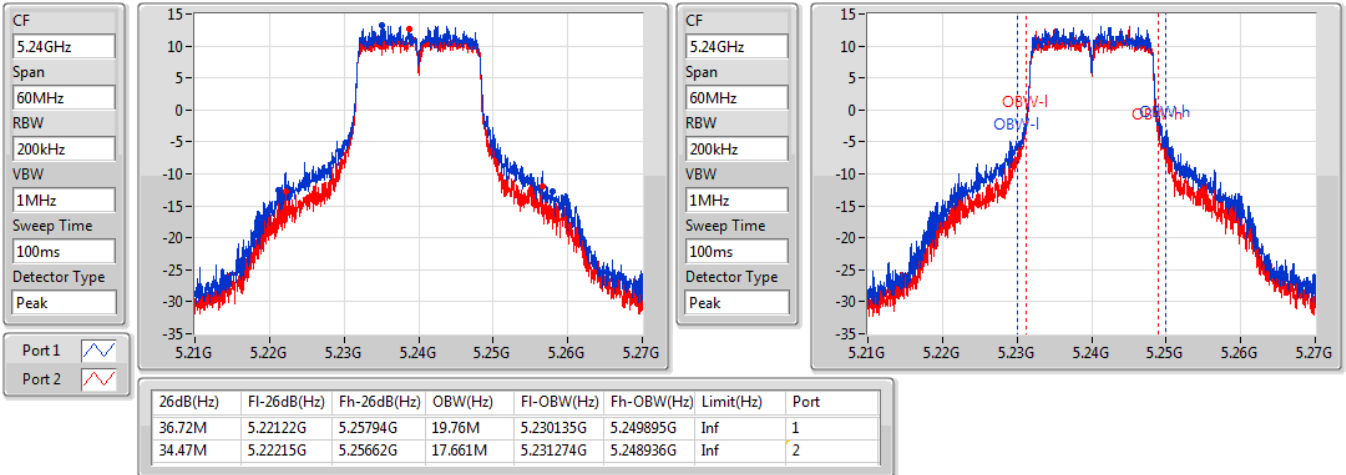 CF
5.24GHz
Span
60MHz
RBW
200kHz
VBW
1MHz
Sweep Time
100ms
Detector Type
Peak
Port 1
Port 2
15
10
5
0
-5
-10
-15
-20
-25
-30
-35
5.21G 5.22G 5.23G 5.24G 5.25G 5.26G 5.27G
CF
5.24GHz
Span
60MHz
RBW
200kHz
VBW
1MHz
Sweep Time
100ms
Detector Type
Peak
15
10
5
0
-5
-10
-15
-20
-25
-30
-35
OBW-l
OBW-l
OBW-h
OBW-h
5.21G 5.22G 5.23G 5.24G 5.25G 5.26G 5.27G
26dB(Hz) Fl-26dB(Hz) Fh-26dB(Hz) OBW(Hz) Fl-OBW(Hz) Fh-OBW(Hz) Limit(Hz) Port
36.72M 5.22122G 5.25794G 19.76M 5.230135G 5.249895G Inf 1
34.47M 5.22215G 5.25662G 17.661M 5.231274G 5.248936G Inf 2